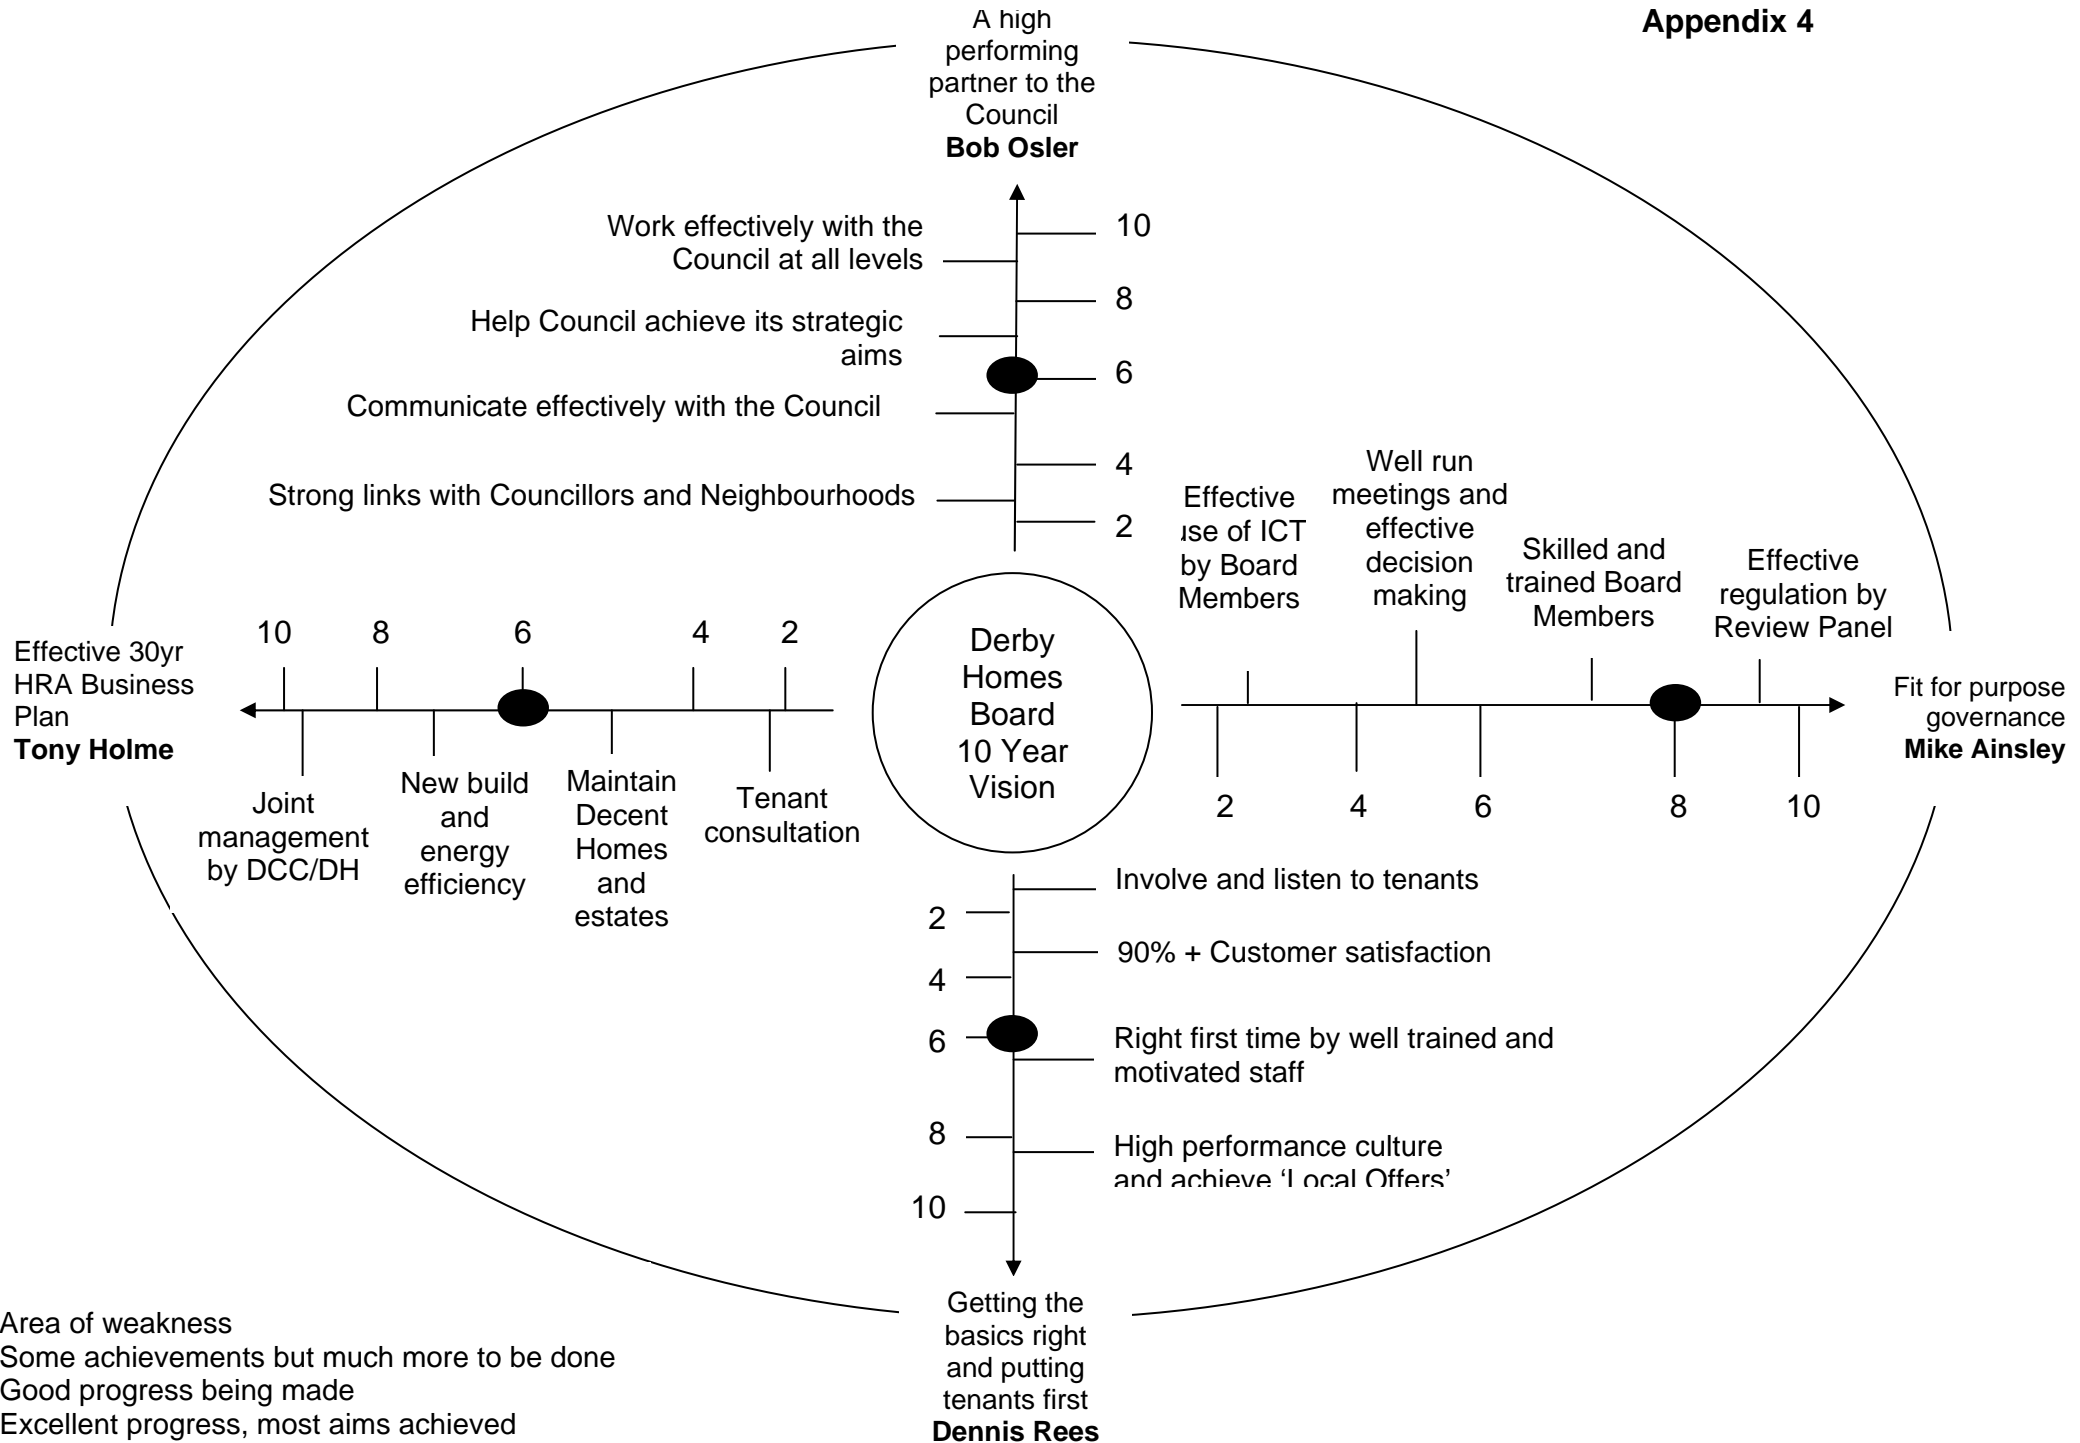 Appendix 4
A high
performing
partner to the
Council
Bob Osler
Work effectively with the
Council at all levels
Help Council achieve its strategic
aims
Communicate effectively with the Council
Strong links with Councillors and Neighbourhoods
10
8
6
4
2
Effective
use of ICT
by Board
Members
Well run
meetings and
effective
decision
making
Skilled and
trained Board
Members
Effective
regulation by
Review Panel
2
4
6
8
10
Fit for purpose
governance
Mike Ainsley
Derby
Homes
Board
10 Year
Vision
Effective 30yr
HRA Business
Plan
Tony Holme
10
8
6
4
2
Joint
management
by DCC/DH
New build
and
energy
efficiency
Maintain
Decent
Homes
and
estates
Tenant
consultation
2
4
6
8
10
Involve and listen to tenants
90% + Customer satisfaction
Right first time by well trained and
motivated staff
High performance culture
and achieve ‘Local Offers’
Getting the
basics right
and putting
tenants first
Dennis Rees
Area of weakness
Some achievements but much more to be done
Good progress being made
Excellent progress, most aims achieved